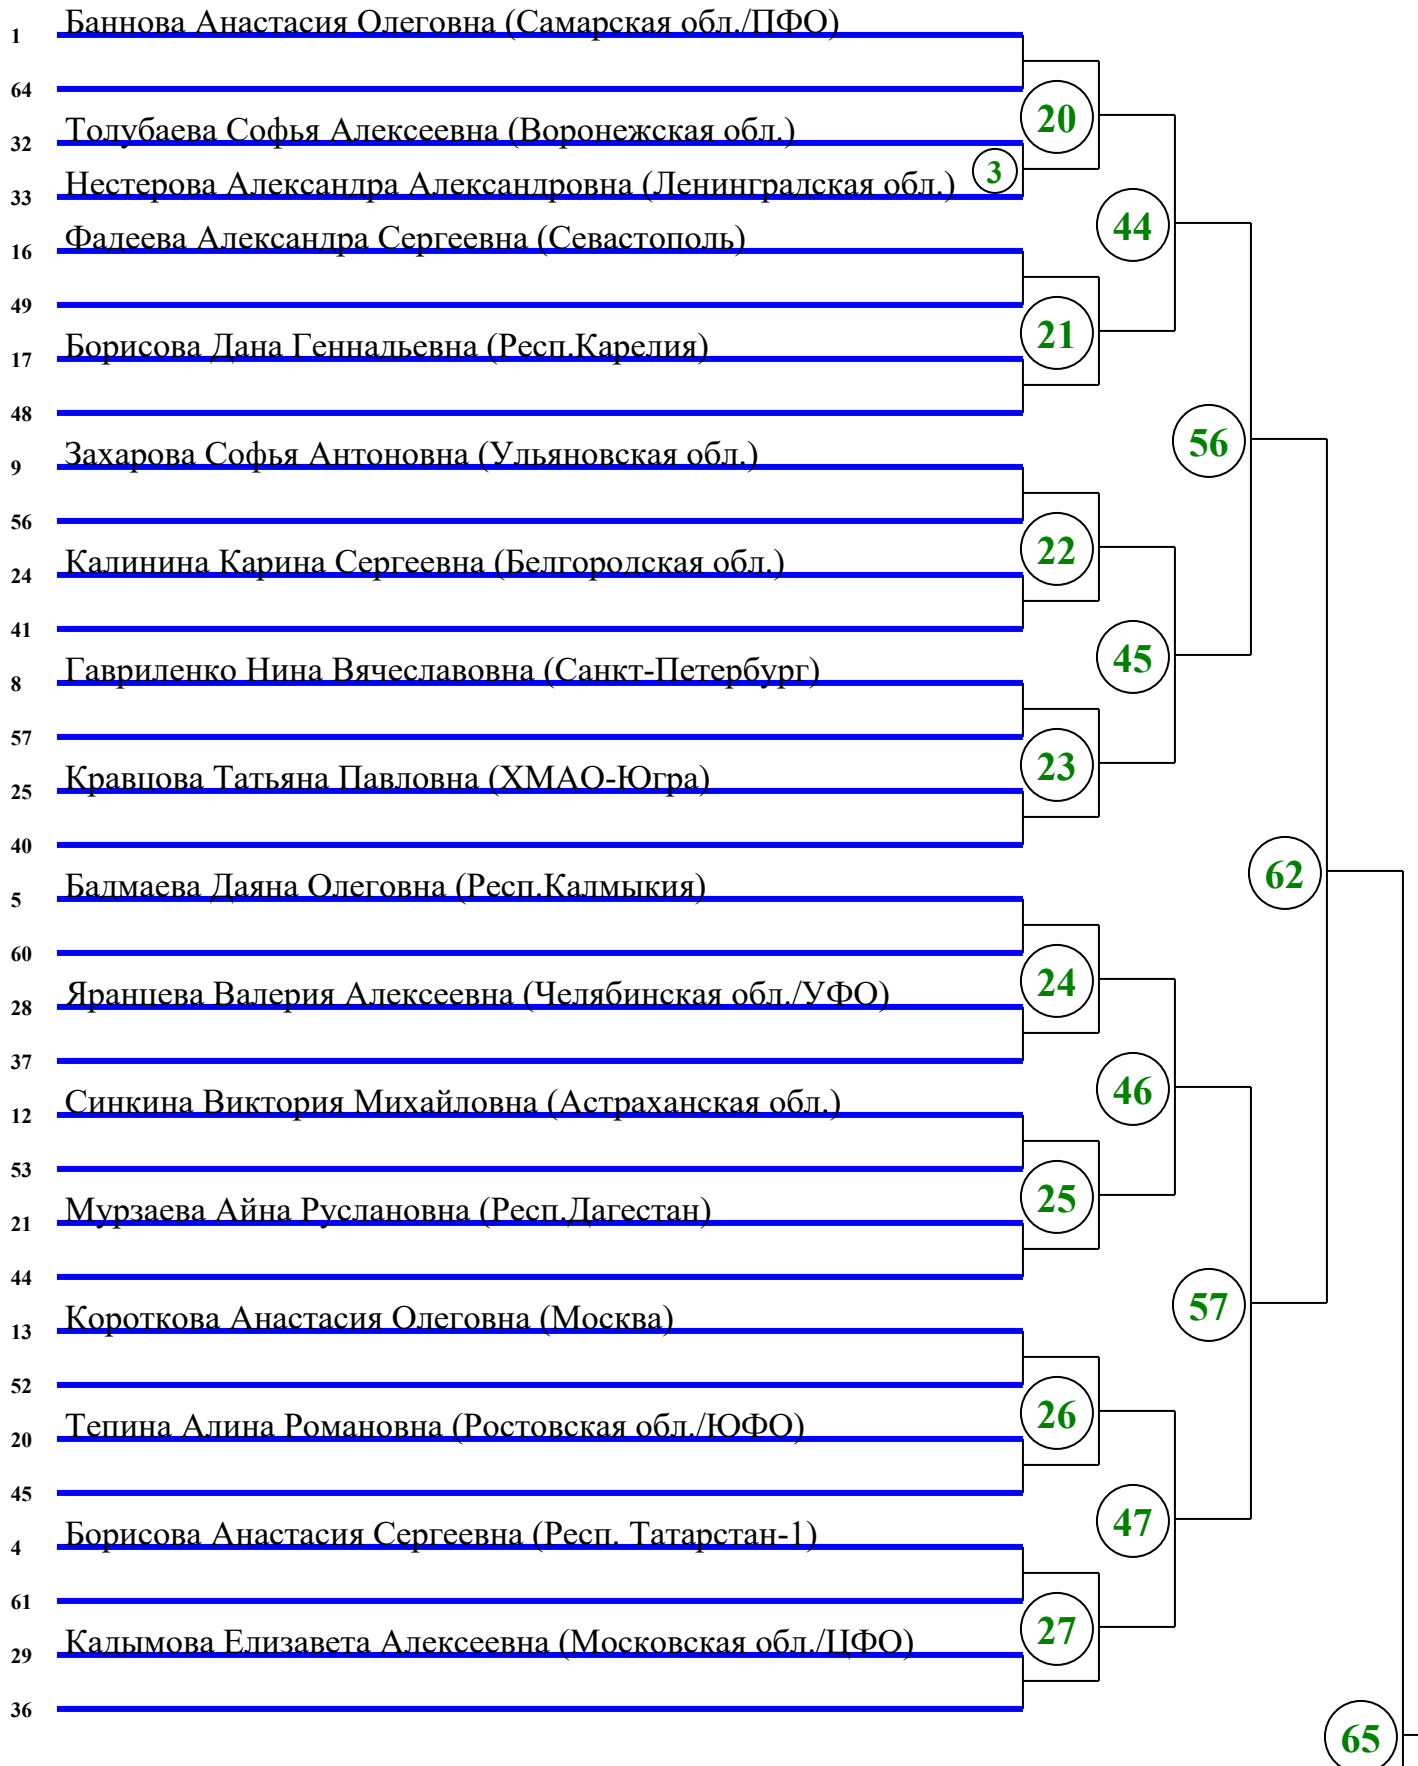 1 Баннова Анастасия Олеговна (Самарская обл./ПФО)
64
20
32 Толубаева Софья Алексеевна (Воронежская обл.)
3
33 Нестерова Александра Александровна (Ленинградская обл.)
44
16 Фадеева Александра Сергеевна (Севастополь)
49
21
17 Борисова Дана Геннадьевна (Респ.Карелия)
48
56
9 Захарова Софья Антоновна (Ульяновская обл.)
56
22
24 Калинина Карина Сергеевна (Белгородская обл.)
41
45
8 Гавриленко Нина Вячеславовна (Санкт-Петербург)
57
23
25 Кравцова Татьяна Павловна (ХМАО-Югра)
40
62
5 Бадмаева Даяна Олеговна (Респ.Калмыкия)
60
24
28 Яранцева Валерия Алексеевна (Челябинская обл./УФО)
37
46
12 Синкина Виктория Михайловна (Астраханская обл.)
53
25
21 Мурзаева Айна Руслановна (Респ.Дагестан)
44
57
13 Короткова Анастасия Олеговна (Москва)
52
26
20 Тепина Алина Романовна (Ростовская обл./ЮФО)
45
47
4 Борисова Анастасия Сергеевна (Респ. Татарстан-1)
61
27
29 Кадымова Елизавета Алексеевна (Московская обл./ЦФО)
36
65